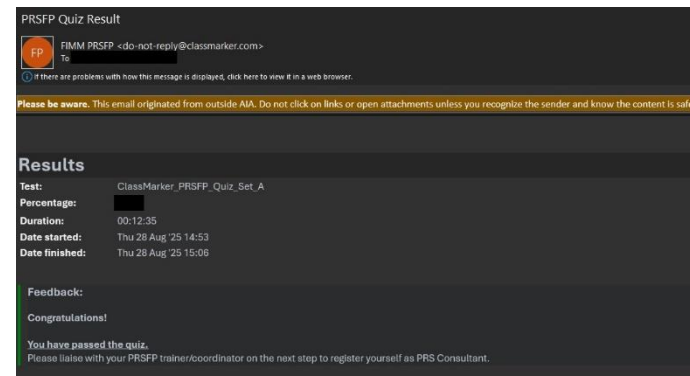 PRSFP Quiz Result
FP
FIMM PRSFP <do-not-reply@classmarker.com>
To
If there are problems with how this message is displayed, click here to view it in a web browser.
Please be aware. This email originated from outside AIA. Do not click on links or open attachments unless you recognize the sender and know the content is saf
Results
Test: ClassMarker_PRSFP_Quiz_Set_A
Percentage:
Duration: 00:12:35
Date started: Thu 28 Aug '25 14:53
Date finished: Thu 28 Aug '25 15:06
Feedback:
Congratulations!
You have passed the quiz.
Please liaise with your PRSFP trainer/coordinator on the next step to register yourself as PRS Consultant.